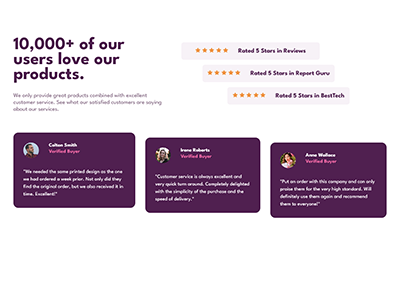 10,000+ of our
users love our
products.
We only provide great products combined with excellent
customer service. See what our satisfied customers are saying
about our services.
Rated 5 Stars in Reviews
Rated 5 Stars in Report Guru
Rated 5 Stars in BestTech
Colton Smith
Verified Buyer
"We needed the same printed design as the one
we had ordered a week prior. Not only did they
find the original order, but we also received it in
time. Excellent!"
Irene Roberts
Verified Buyer
"Customer service is always excellent and
very quick turn around. Completely delighted
with the simplicity of the purchase and the
speed of delivery."
Anne Wallace
Verified Buyer
"Put an order with this company and can only
praise them for the very high standard. Will
definitely use them again and recommend
them to everyone!"